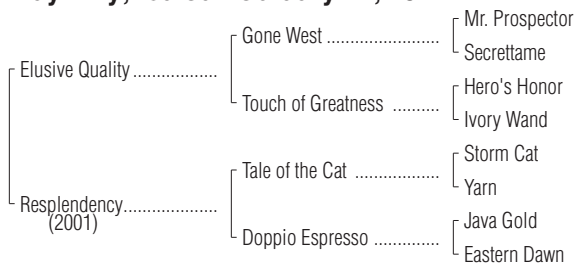 Gone West ........................
Mr. Prospector
Secrettame
Elusive Quality ..................
Touch of Greatness ..........
Hero's Honor
Ivory Wand
Tale of the Cat ..................
Storm Cat
Yarn
Resplendency....................
(2001)
Doppio Espresso ..............
Java Gold
Eastern Dawn